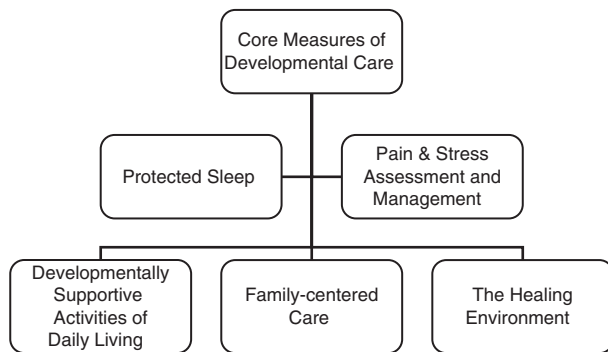 Core Measures of
Developmental Care
Protected Sleep
Pain & Stress
Assessment and
Management
Developmentally
Supportive
Activities of
Daily Living
Family-centered
Care
The Healing
Environment